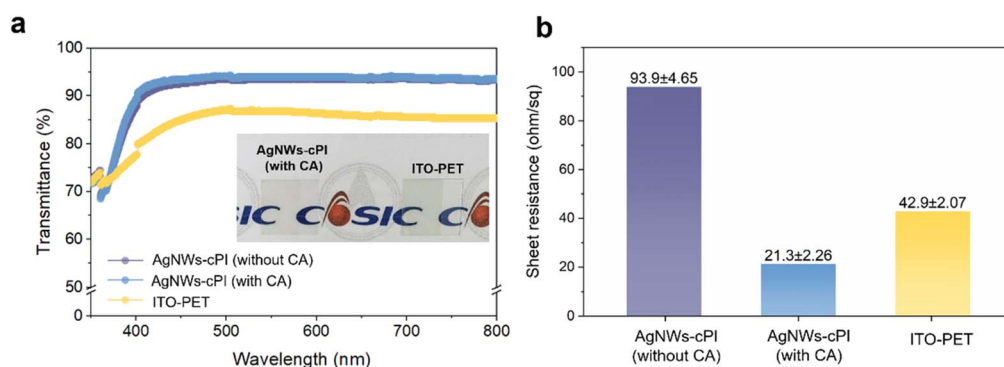 a
Transmittance (%)
100
90
80
70
60
50
0
400
500
600
700
800
Wavelength (nm)
AgNWs-cPI
(with CA)
ITO-PET
SIC COSIC CO
AgNWs-cPI (without CA)
AgNWs-cPI (with CA)
ITO-PET
b
Sheet resistance (ohm/sq)
100
80
60
40
20
0
93.9±4.65
21.3±2.26
42.9±2.07
AgNWs-cPI
(without CA)
AgNWs-cPI
(with CA)
ITO-PET